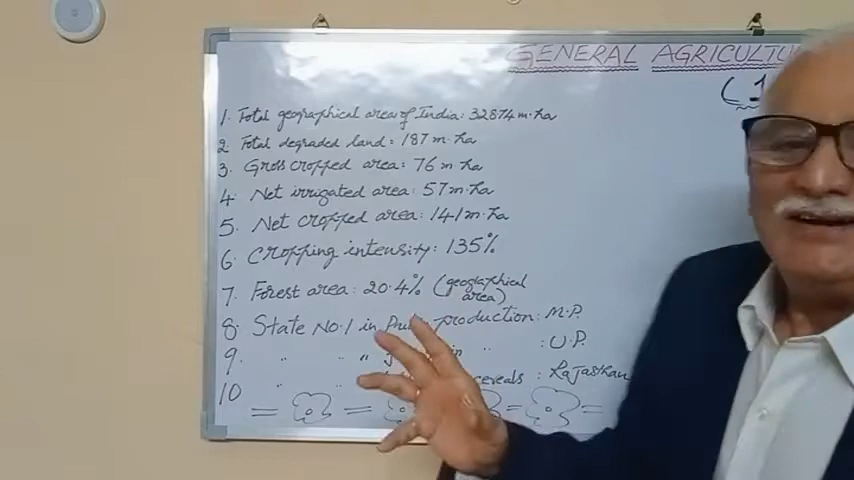 GENERAL AGRICULTU
(1
1. Total geographical area of India: 32874 m.ha
2 Total degraded land: 187 m.ha
3. Gross cropped area: 76 m ha
4. Net irrigated area: 57 m.ha
5. Net cropped area: 141 m.ha
6. Cropping intensity: 135%
7. Forest area: 20.4% (geographical
area)
8. State No.1 in production: M.P.
9. " " " : U.P.
10 " cereals : Rajasthan